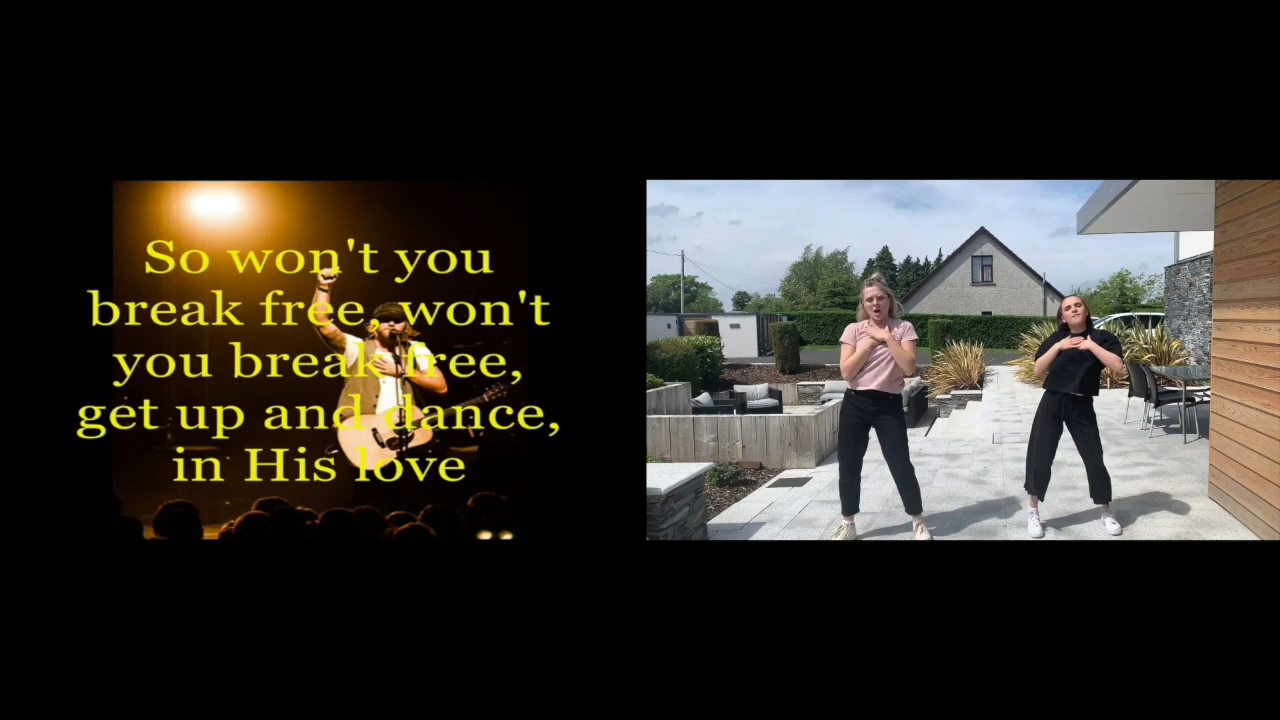 So won't you
break free, won't
you break free,
get up and dance,
in His love